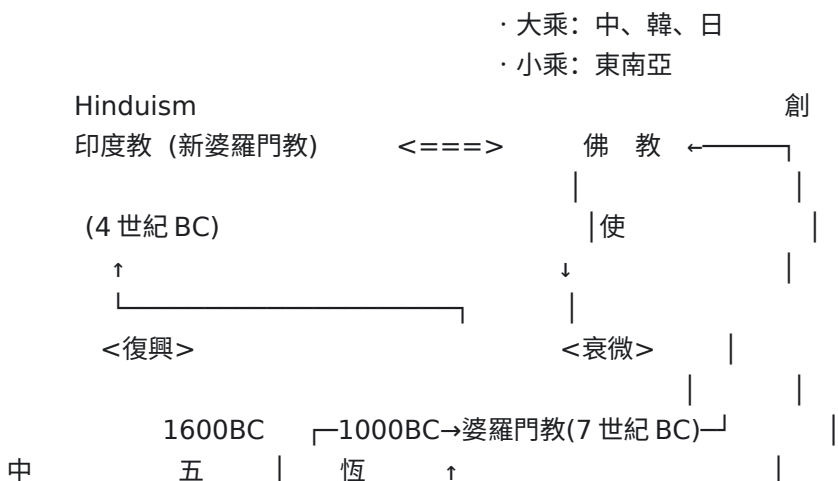 · 大乘：中、韓、日
· 小乘：東南亞
Hinduism 創
印度教 (新婆羅門教) <===> 佛 教 ←────┐
│ │
(4 世紀 BC) │使 │
↑ ↓ │
└────────────────┐ │
<復興> <衰微> │
│ │
1600BC ┌─1000BC→婆羅門教(7 世紀 BC)─┘ │
中 五 │ 恆 ↑ │